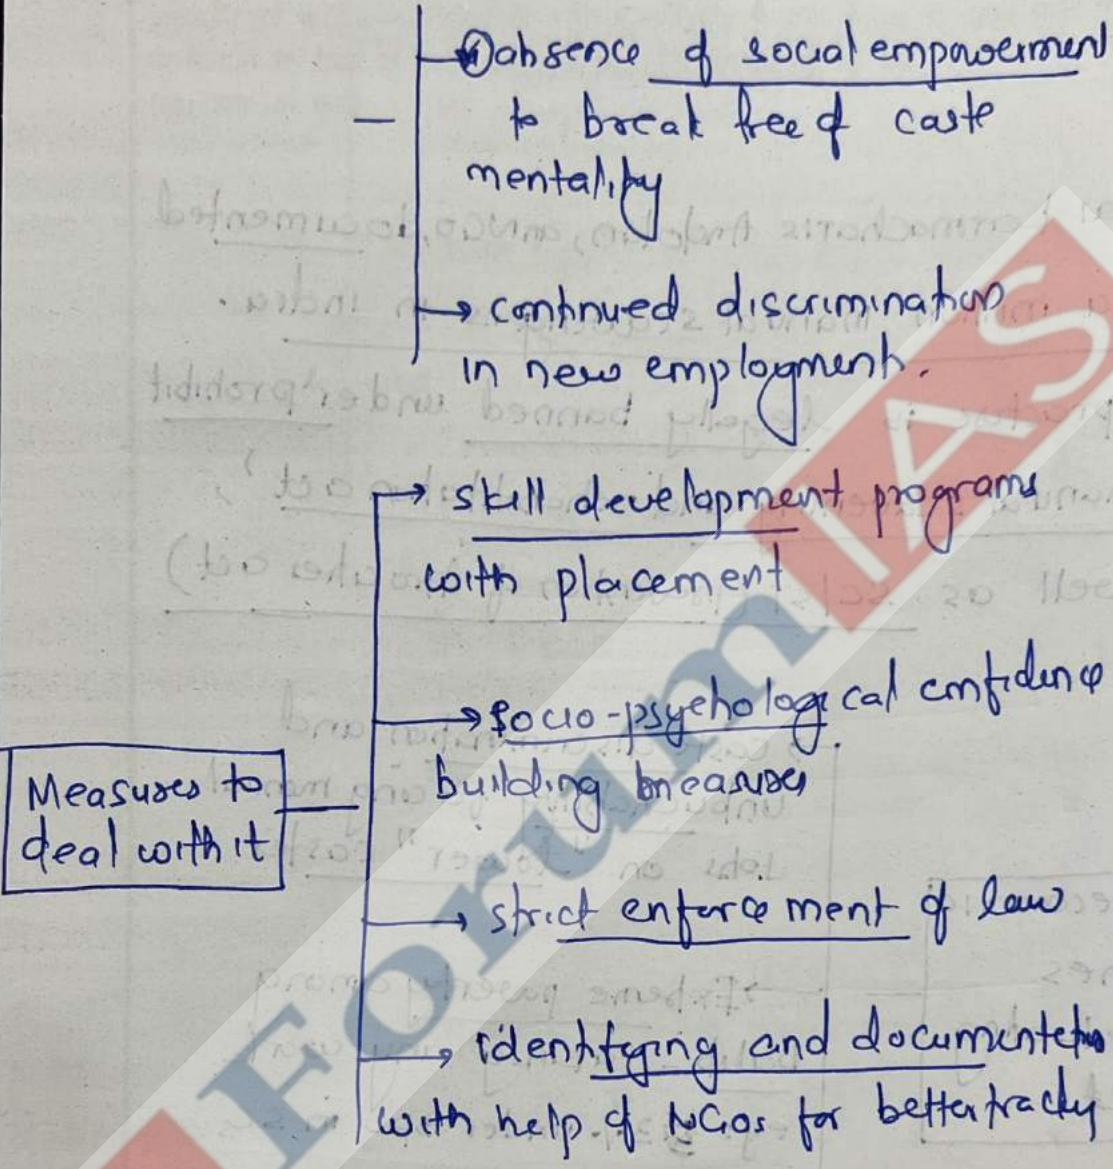 absence of social empowerment
to break free of caste
mentality
→ continued discrimination
in new employment.
→ skill development programs
with placement
→ socio-psychological confidence
building measures
Measures to
deal with it
→ strict enforcement of law
→ identifying and documentation
with help of NGOs for better
Forum IAS